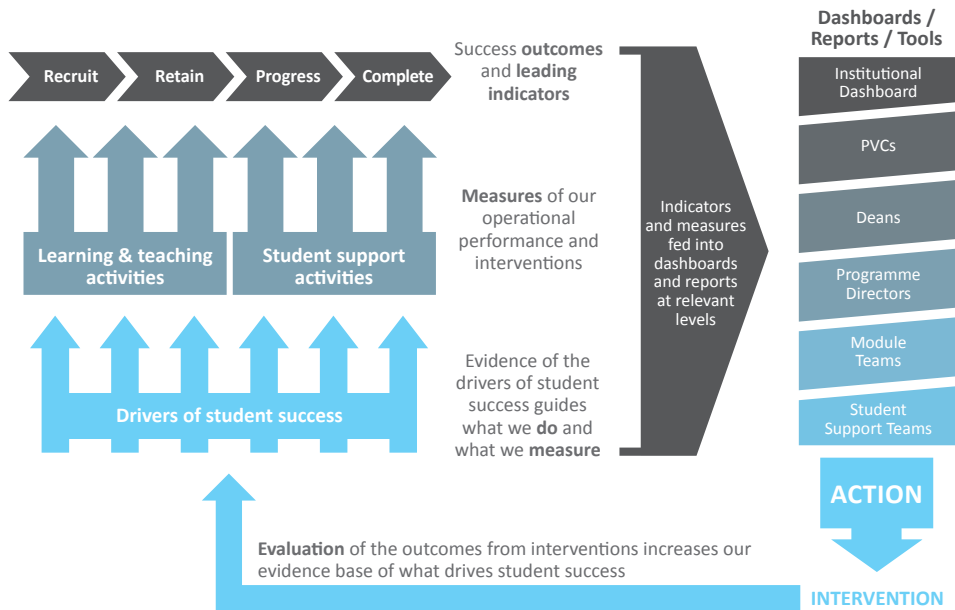 Recruit
Retain
Progress
Complete
Success outcomes
and leading
indicators
Learning & teaching
activities
Student support
activities
Measures of our
operational
performance and
interventions
Drivers of student success
Evidence of the
drivers of student
success guides
what we do and
what we measure
Indicators
and measures
fed into
dashboards
and reports
at relevant
levels
Dashboards /
Reports / Tools
Institutional
Dashboard
PVCs
Deans
Programme
Directors
Module
Teams
Student
Support Teams
ACTION
INTERVENTION
Evaluation of the outcomes from interventions increases our
evidence base of what drives student success